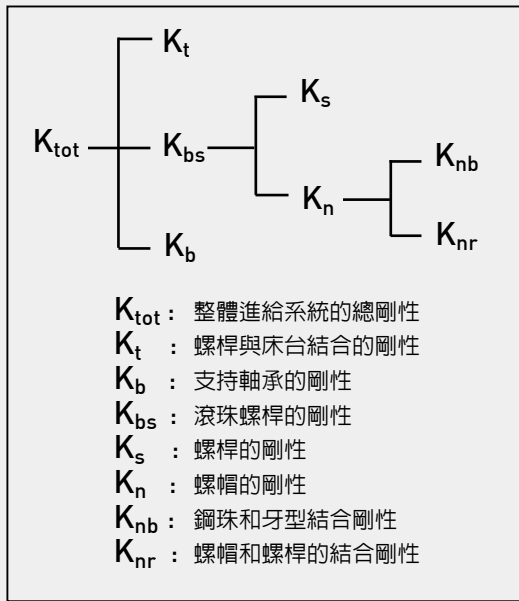 Kt
Ks
Ktot
Kbs
Knb
Kn
Knr
Kb
Ktot : 整體進給系統的總剛性
Kt : 螺桿與床台結合的剛性
Kb : 支持軸承的剛性
Kbs : 滾珠螺桿的剛性
Ks : 螺桿的剛性
Kn : 螺帽的剛性
Knb : 鋼珠和牙型結合剛性
Knr : 螺帽和螺桿的結合剛性